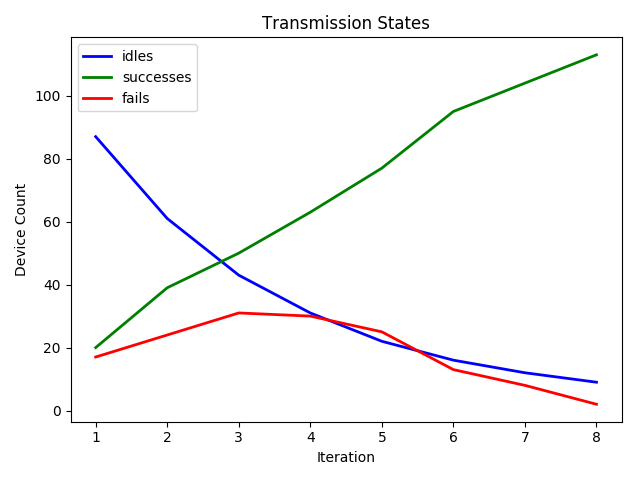 Transmission States
idles
successes
fails
100
80
60
40
20
0
Device Count
1 2 3 4 5 6 7 8
Iteration